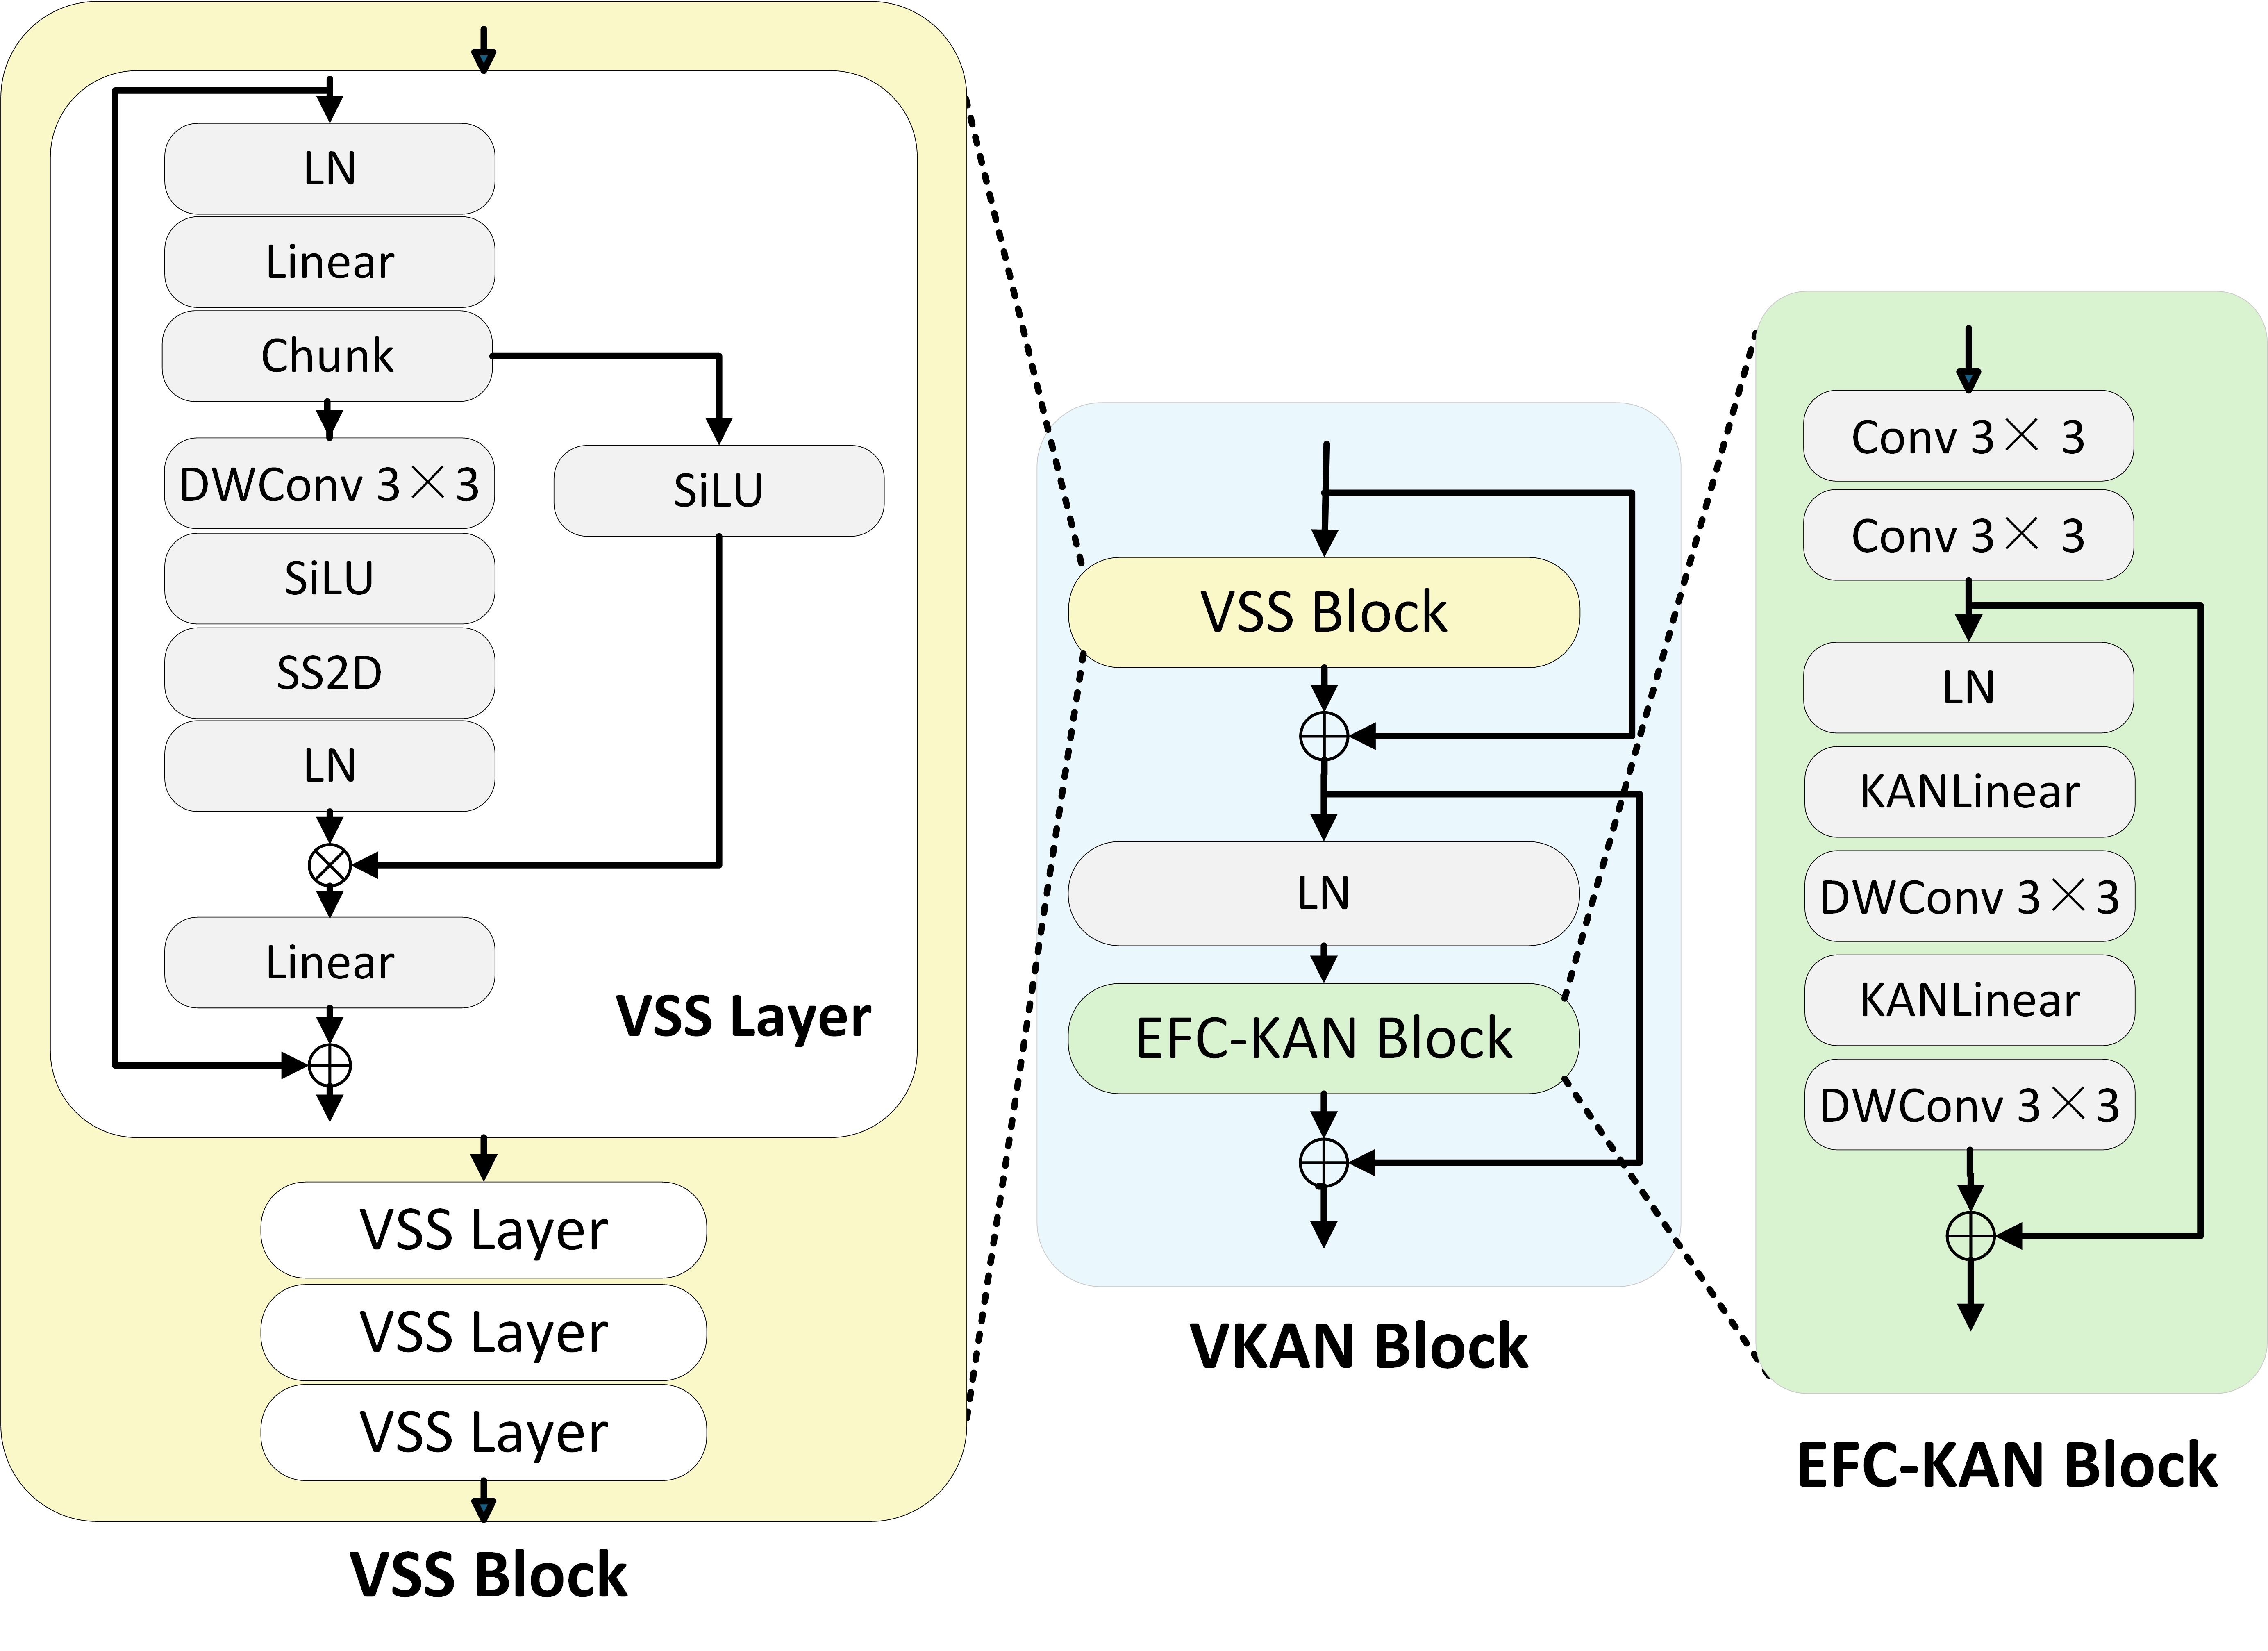 LN
Linear
Chunk
DWConv 3×3
SiLU
SiLU
SS2D
LN
Linear
VSS Layer
VSS Layer
VSS Layer
VSS Layer
VSS Block
VSS Block
LN
EFC-KAN Block
VKAN Block
Conv 3× 3
Conv 3× 3
LN
KANLinear
DWConv 3×3
KANLinear
DWConv 3×3
EFC-KAN Block